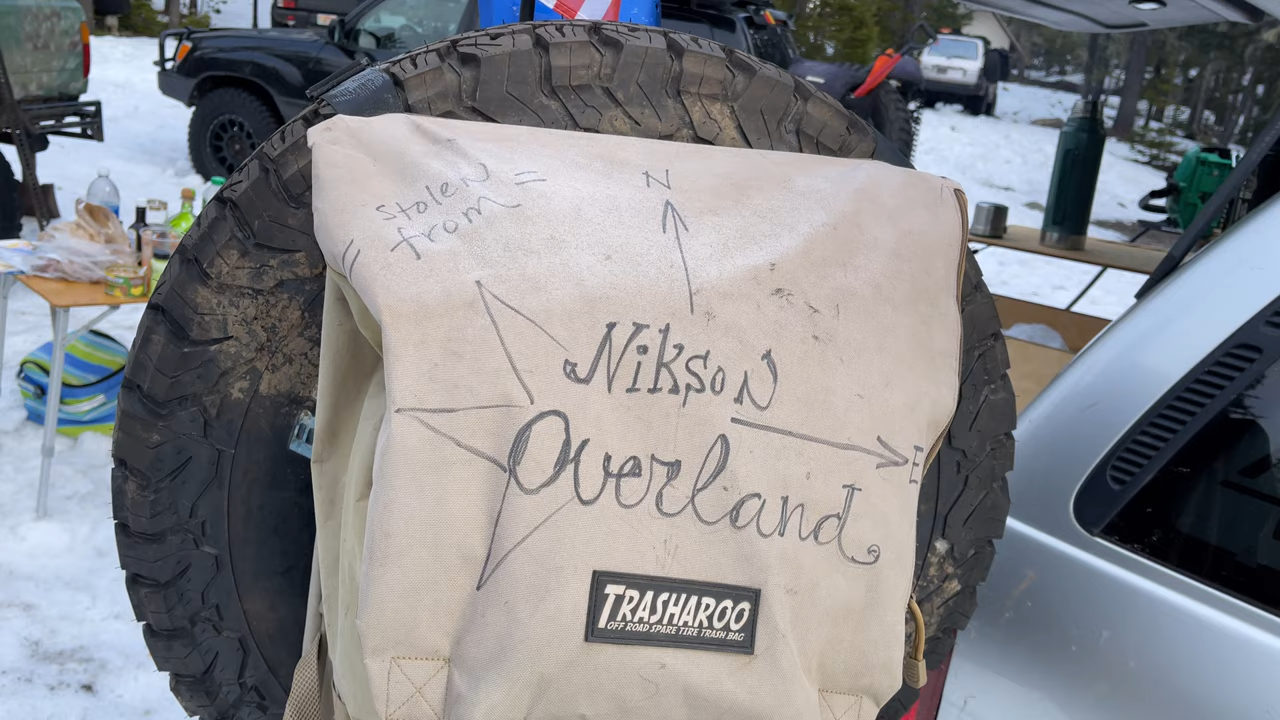 stolen =
= from
N
NiksoN
E
Overland.
TRASHAROO
OFF ROAD SPARE TIRE TRASH BAG